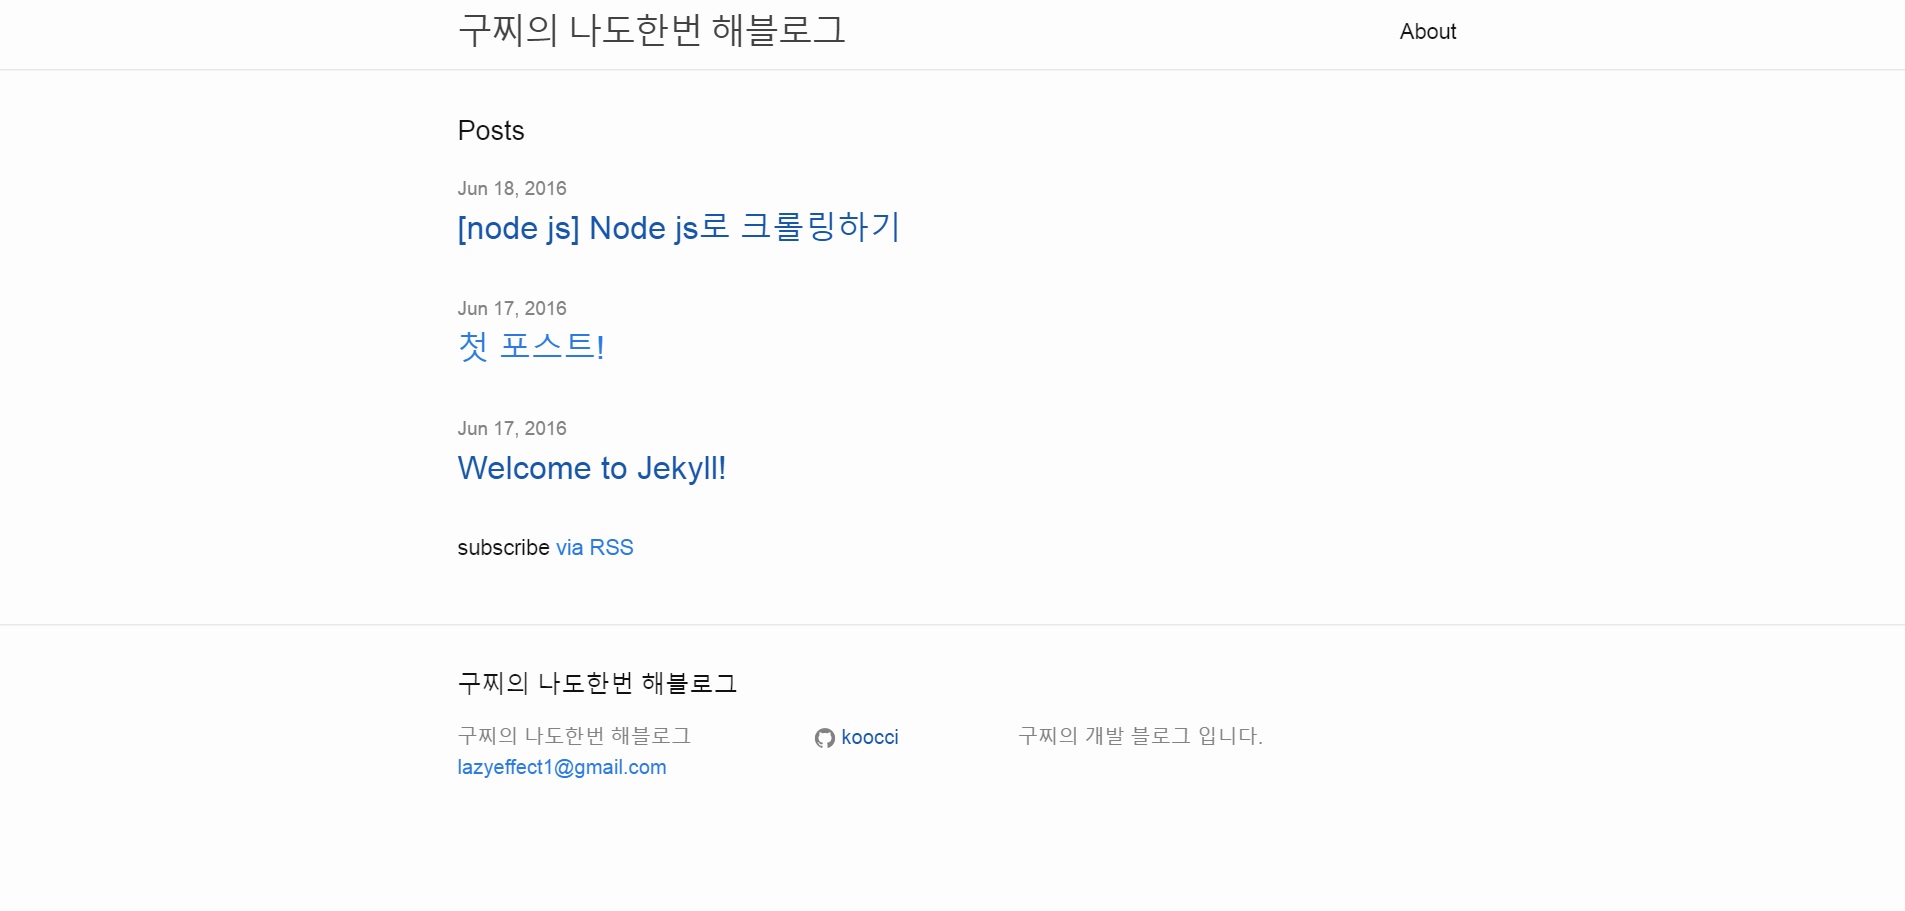 구찌의 나도한번 해블로그
About
Posts
Jun 18, 2016
[node js] Node js로 크롤링하기
Jun 17, 2016
첫 포스트!
Jun 17, 2016
Welcome to Jekyll!
subscribe via RSS
구찌의 나도한번 해블로그
구찌의 나도한번 해블로그
lazyeffect1@gmail.com
koocci
구찌의 개발 블로그 입니다.